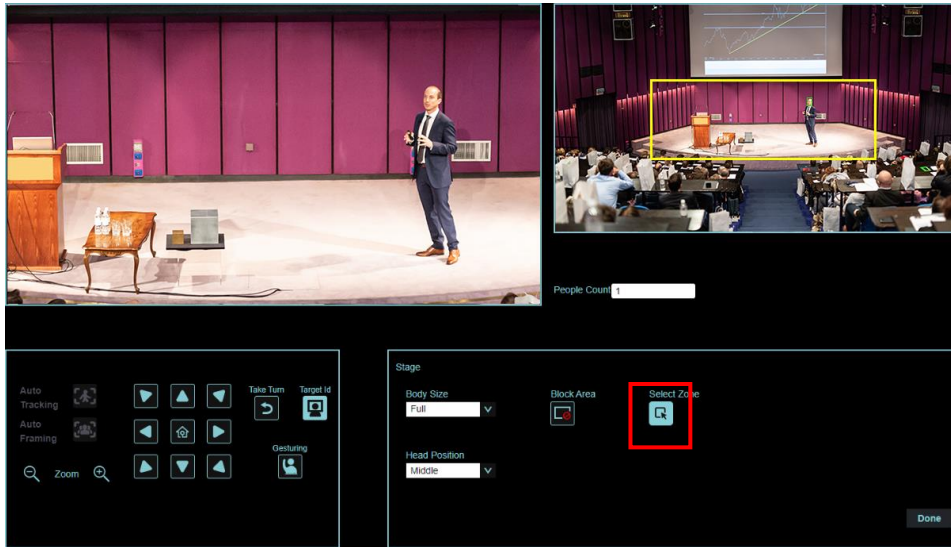 People Count 1
Auto
Tracking
Auto
Framing
Zoom
Take Turn
Target Id
Gesturing
Stage
Body Size
Full
Head Position
Middle
Block Area
Select Zone
Done